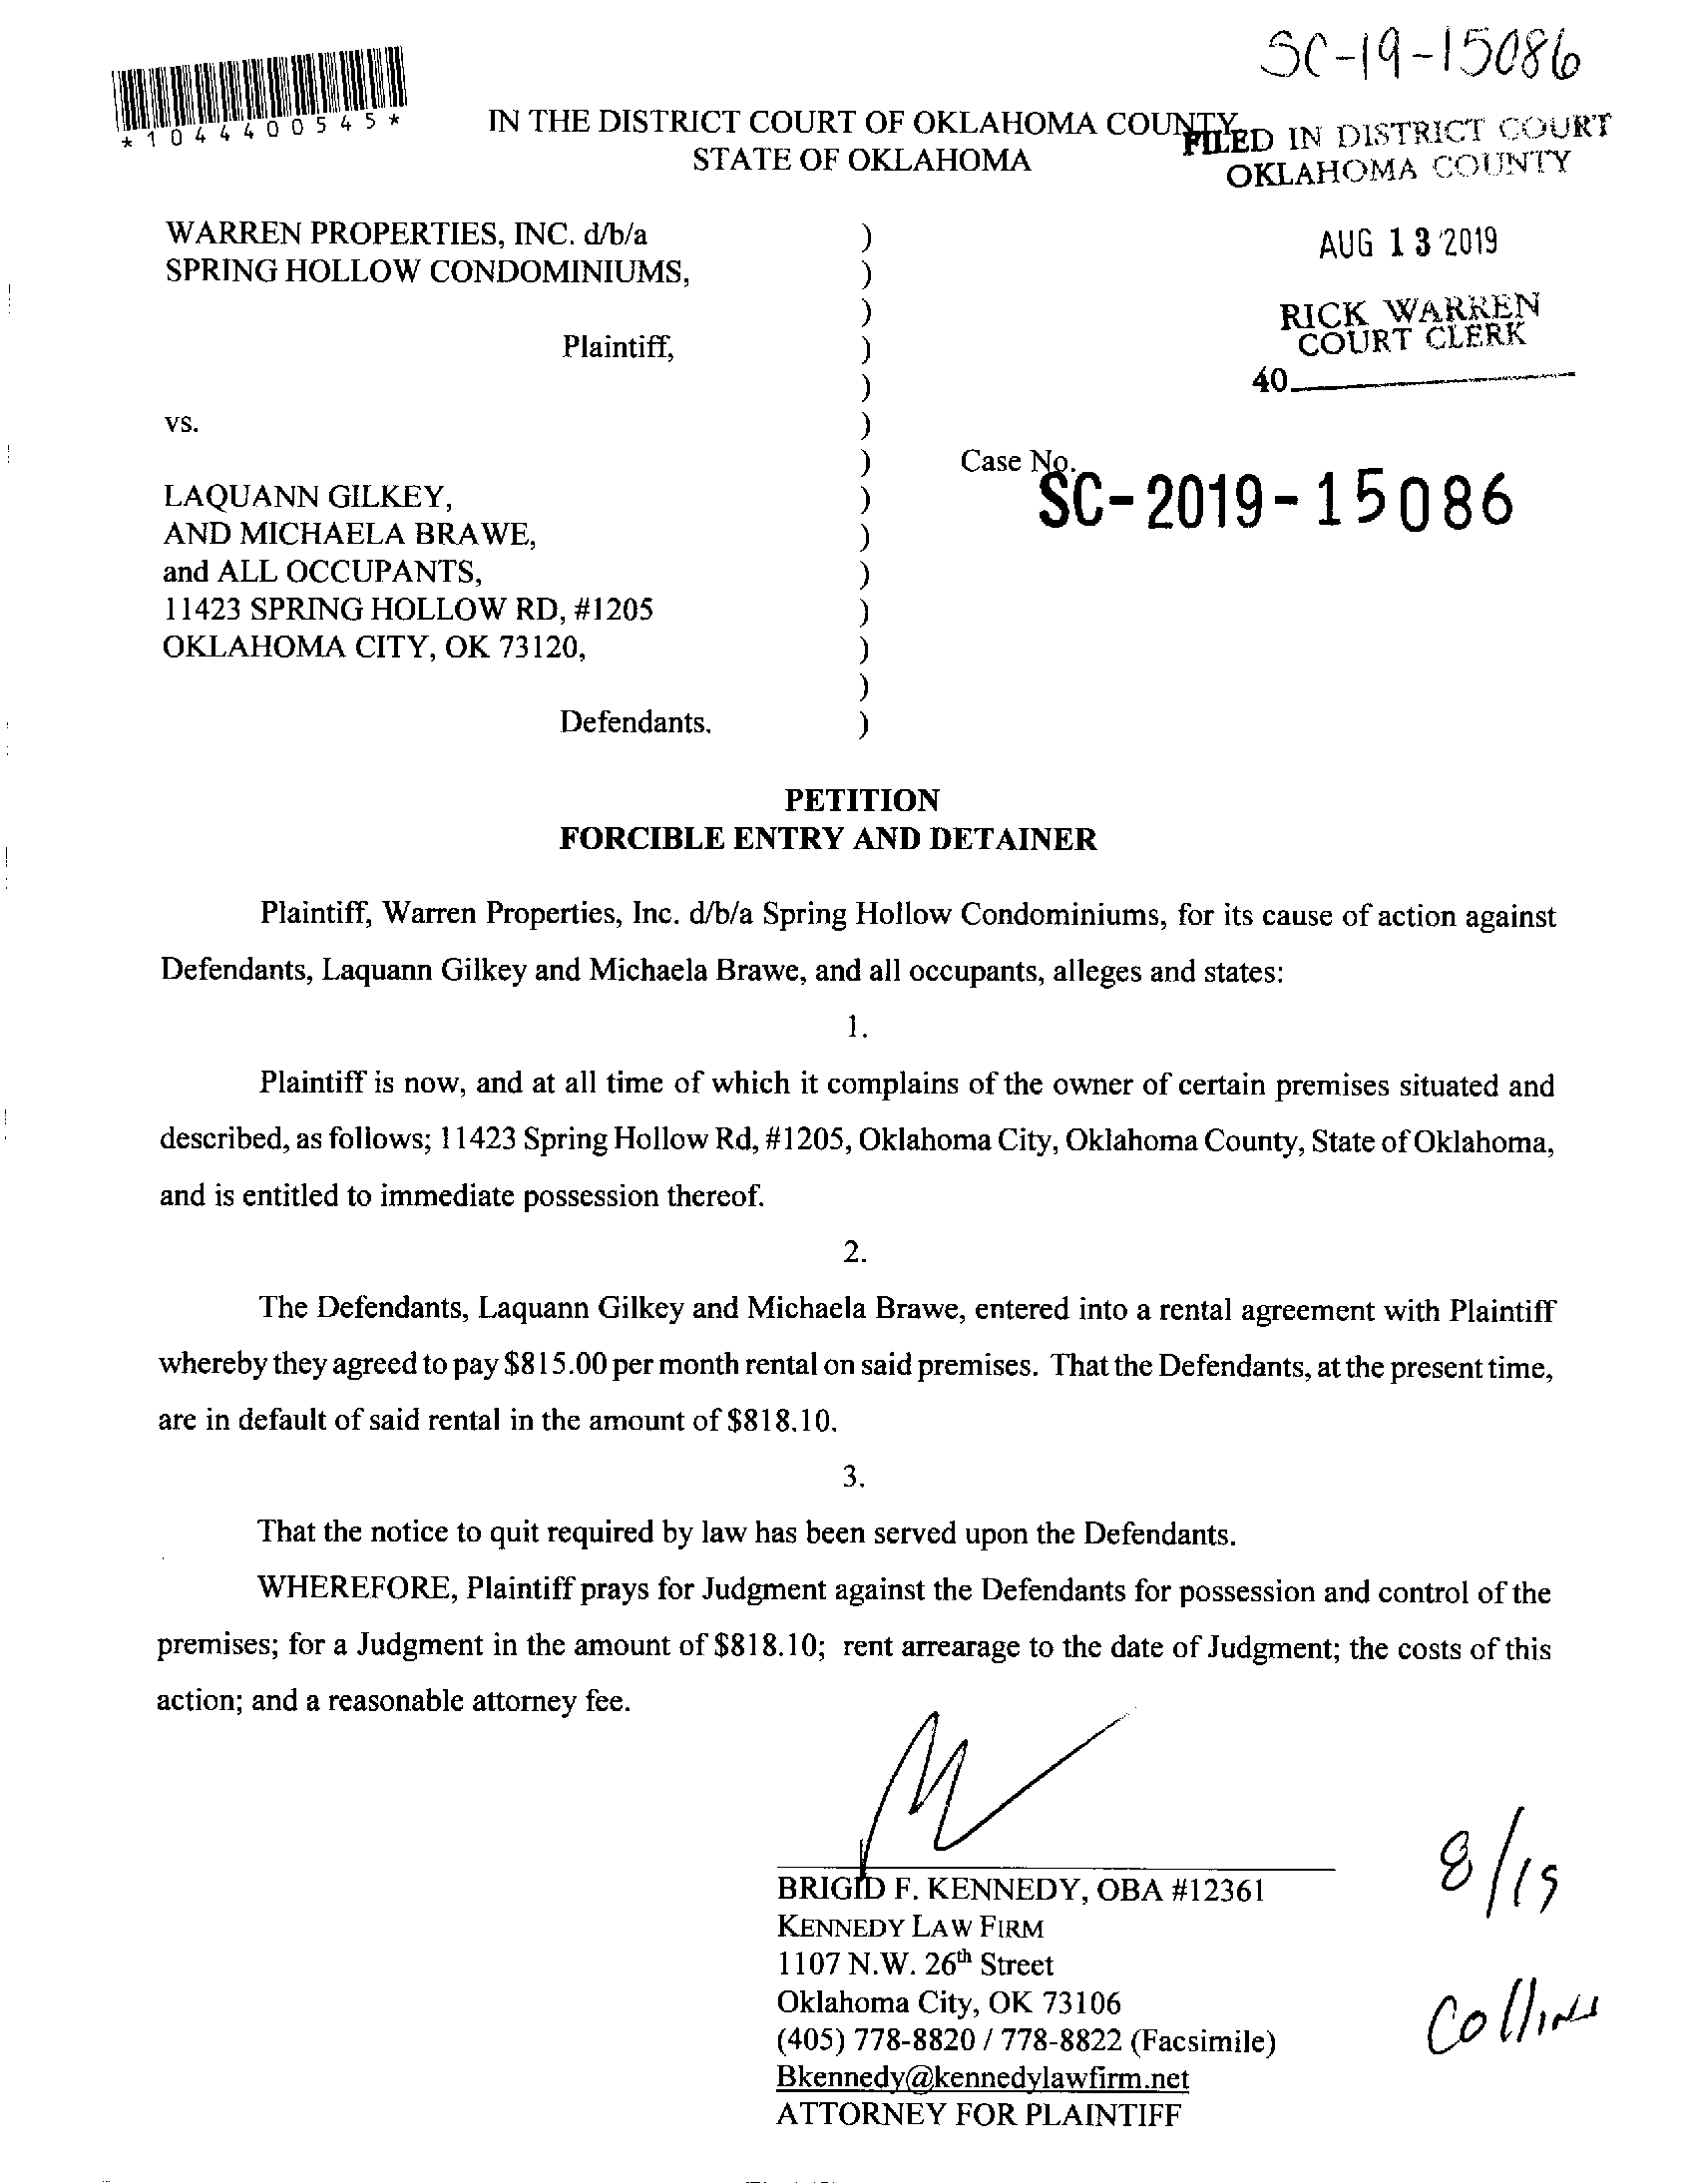 SC-19-15086
*1044400545*
IN THE DISTRICT COURT OF OKLAHOMA COUNTY
STATE OF OKLAHOMA
FILED IN DISTRICT COURT
OKLAHOMA COUNTY
AUG 13 2019
RICK WARREN
COURT CLERK
40
WARREN PROPERTIES, INC. d/b/a )
SPRING HOLLOW CONDOMINIUMS, )
)
Plaintiff, )
)
vs. )
)
Case No.
SC-2019-15086
LAQUANN GILKEY, )
AND MICHAELA BRAWE, )
and ALL OCCUPANTS, )
11423 SPRING HOLLOW RD, #1205 )
OKLAHOMA CITY, OK 73120, )
)
Defendants. )
PETITION
FORCIBLE ENTRY AND DETAINER
Plaintiff, Warren Properties, Inc. d/b/a Spring Hollow Condominiums, for its cause of action against
Defendants, Laquann Gilkey and Michaela Brawe, and all occupants, alleges and states:
1.
Plaintiff is now, and at all time of which it complains of the owner of certain premises situated and
described, as follows; 11423 Spring Hollow Rd, #1205, Oklahoma City, Oklahoma County, State of Oklahoma,
and is entitled to immediate possession thereof.
2.
The Defendants, Laquann Gilkey and Michaela Brawe, entered into a rental agreement with Plaintiff
whereby they agreed to pay $815.00 per month rental on said premises. That the Defendants, at the present time,
are in default of said rental in the amount of $818.10.
3.
That the notice to quit required by law has been served upon the Defendants.
WHEREFORE, Plaintiff prays for Judgment against the Defendants for possession and control of the
premises; for a Judgment in the amount of $818.10; rent arrearage to the date of Judgment; the costs of this
action; and a reasonable attorney fee.
BRIGID F. KENNEDY, OBA #12361
KENNEDY LAW FIRM
1107 N.W. 26th Street
Oklahoma City, OK 73106
(405) 778-8820 / 778-8822 (Facsimile)
Bkennedy@kennedylawfirm.net
ATTORNEY FOR PLAINTIFF
Collins